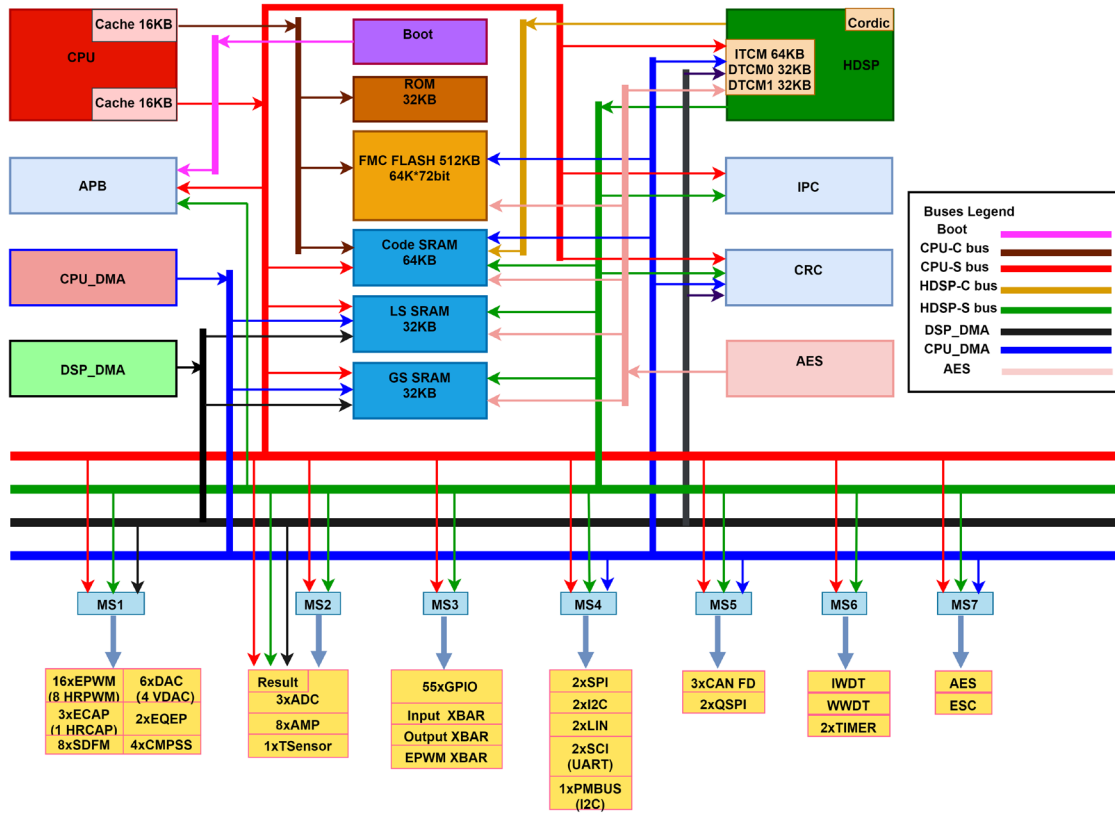 Cache 16KB
CPU
Cache 16KB
Boot
ROM
32KB
FMC FLASH 512KB
64K*72bit
Code SRAM
64KB
LS SRAM
32KB
GS SRAM
32KB
Cordic
ITCM 64KB
DTCM0 32KB
DTCM1 32KB
HDSP
APB
CPU_DMA
DSP_DMA
IPC
CRC
AES
Buses Legend
Boot
CPU-C bus
CPU-S bus
HDSP-C bus
HDSP-S bus
DSP_DMA
CPU_DMA
AES
MS1
MS2
MS3
MS4
MS5
MS6
MS7
16xEPWM
(8 HRPWM)
6xDAC
(4 VDAC)
3xECAP
(1 HRCAP)
2xEQEP
8xSDFM
4xCMPSS
Result
3xADC
8xAMP
1xTSensor
55xGPIO
Input XBAR
Output XBAR
EPWM XBAR
2xSPI
2xI2C
2xLIN
2xSCI
(UART)
1xPMBUS
(I2C)
3xCAN FD
2xQSPI
IWDT
WWDT
2xTIMER
AES
ESC